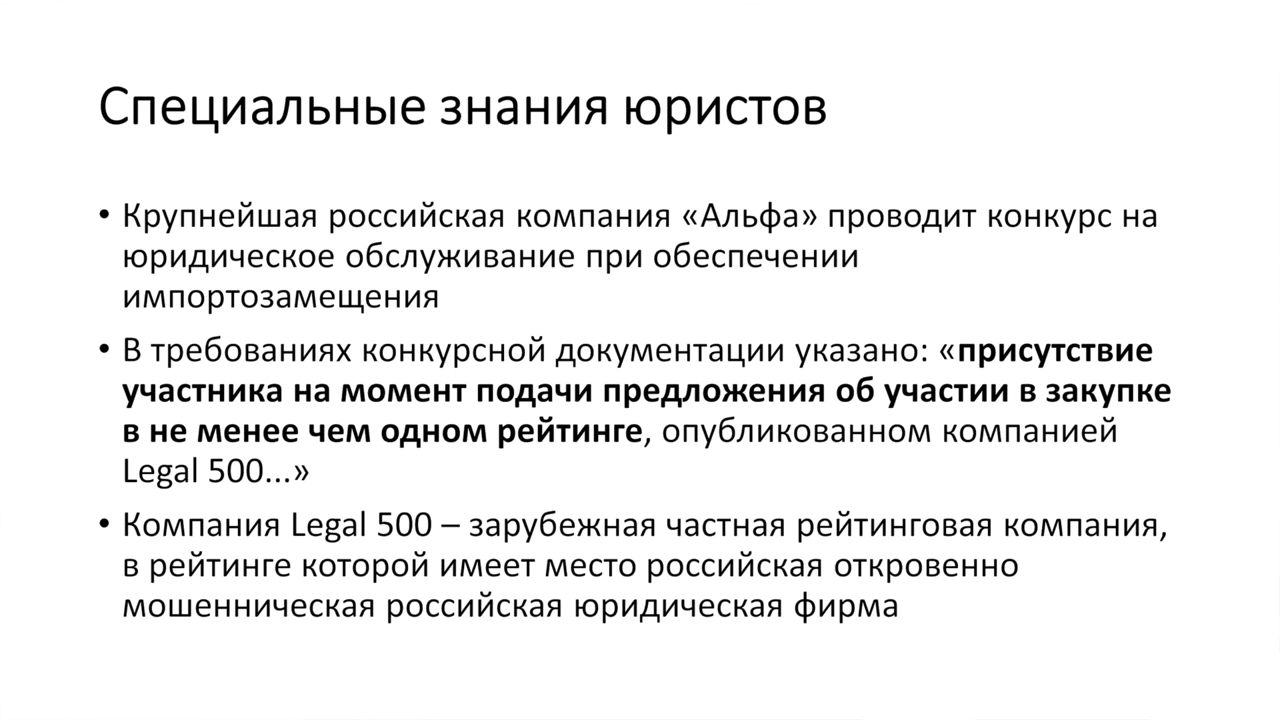 Специальные знания юристов
• Крупнейшая российская компания «Альфа» проводит конкурс на
юридическое обслуживание при обеспечении
импортозамещения
• В требованиях конкурсной документации указано: «присутствие
участника на момент подачи предложения об участии в закупке
в не менее чем одном рейтинге, опубликованном компанией
Legal 500...»
• Компания Legal 500 – зарубежная частная рейтинговая компания,
в рейтинге которой имеет место российская откровенно
мошенническая российская юридическая фирма